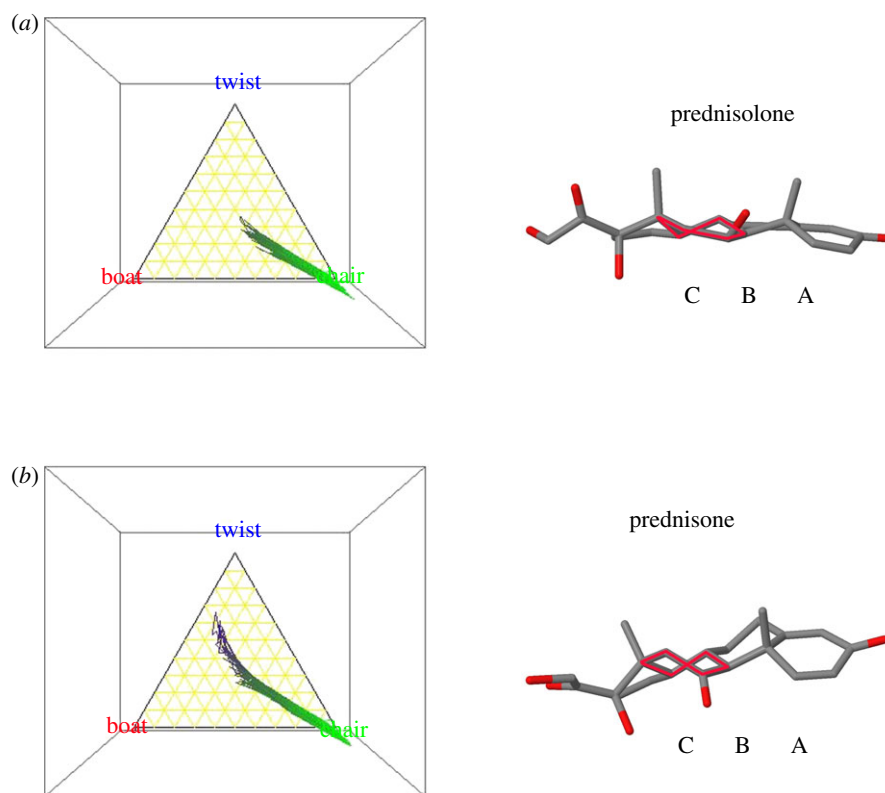 (a)
twist
boat
chair
prednisolone
C B A
(b)
twist
boat
chair
prednisone
C B A